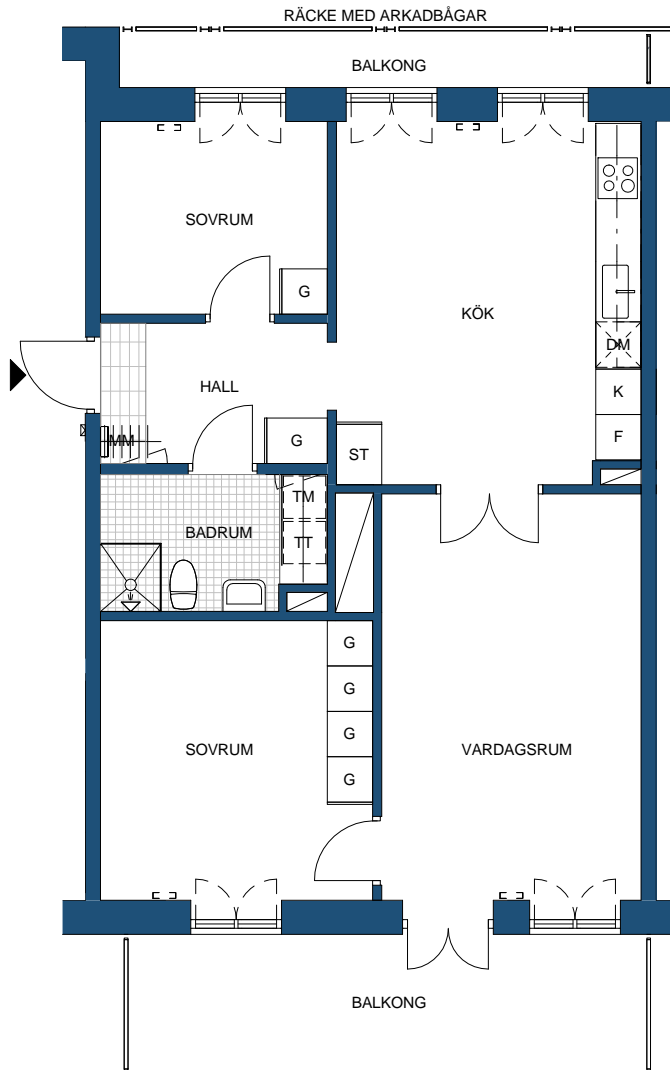 RÄCKE MED ARKADBÅGAR
BALKONG
SOVRUM
G
KÖK
DM
K
F
HALL
MM
G
ST
BADRUM
TM
TT
G
G
G
G
SOVRUM
VARDAGSRUM
BALKONG